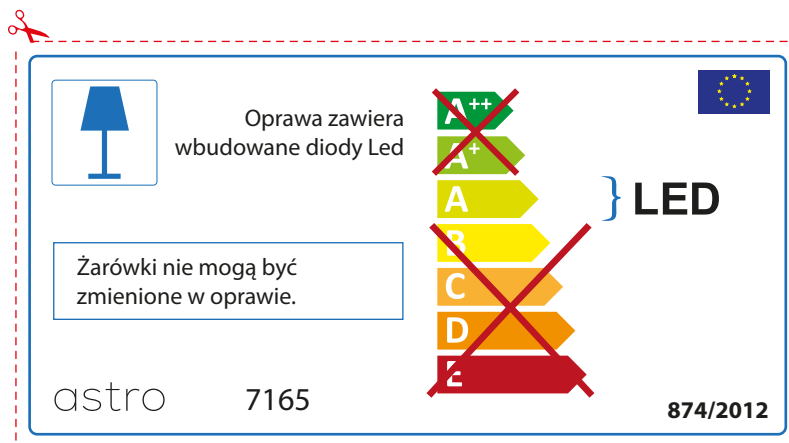 Oprawa zawiera
wbudowane diody Led
A++
A+
A
LED
B
Żarówki nie mogą być
zmienione w oprawie.
C
D
E
astro
7165
874/2012